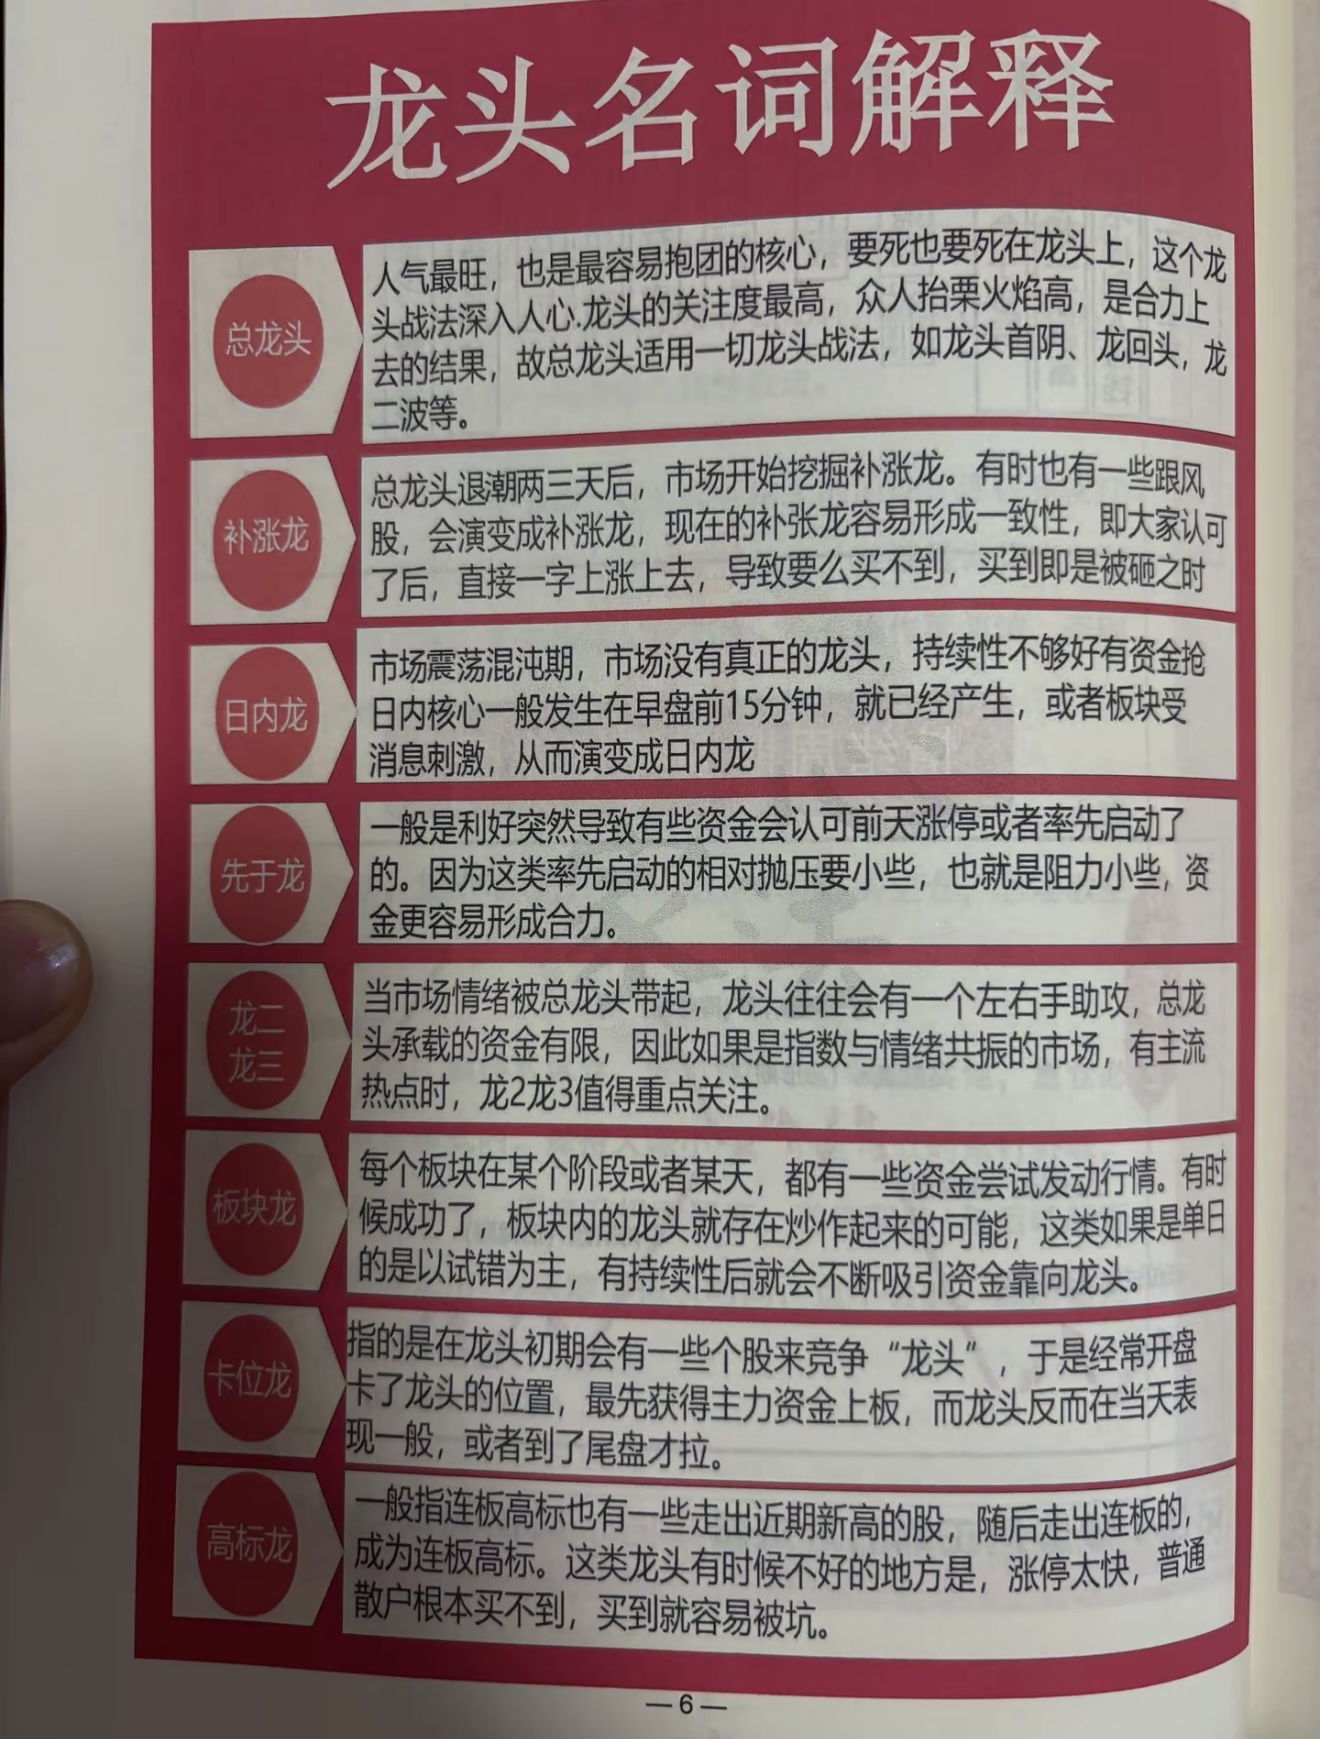 龙头名词解释
总龙头
人气最旺，也是最容易抱团的核心，要死也要死在龙头上，这个龙
头战法深入人心.龙头的关注度最高，众人抬栗火焰高，是合力上
去的结果，故总龙头适用一切龙头战法，如龙头首阴、龙回头，龙
二波等。
补涨龙
总龙头退潮两三天后，市场开始挖掘补涨龙。有时也有一些跟风
股，会演变成补涨龙，现在的补张龙容易形成一致性，即大家认可
了后，直接一字上涨上去，导致要么买不到，买到即是被砸之时
日内龙
市场震荡混沌期，市场没有真正的龙头，持续性不够好有资金抢
日内核心一般发生在早盘前15分钟，就已经产生，或者板块受
消息刺激，从而演变成日内龙
先于龙
一般是利好突然导致有些资金会认可前天涨停或者率先启动了
的。因为这类率先启动的相对抛压要小些，也就是阻力小些，资
金更容易形成合力。
龙二
龙三
当市场情绪被总龙头带起，龙头往往会有一个左右手助攻，总龙
头承载的资金有限，因此如果是指数与情绪共振的市场，有主流
热点时，龙2龙3值得重点关注。
板块龙
每个板块在某个阶段或者某天，都有一些资金尝试发动行情。有时
候成功了，板块内的龙头就存在炒作起来的可能，这类如果是单日
的是以试错为主，有持续性后就会不断吸引资金靠向龙头。
卡位龙
指的是在龙头初期会有一些个股来竞争“龙头”，于是经常开盘
卡了龙头的位置，最先获得主力资金上板，而龙头反而在当天表
现一般，或者到了尾盘才拉。
高标龙
一般指连板高标也有一些走出近期新高的股，随后走出连板的，
成为连板高标。这类龙头有时候不好的地方是，涨停太快，普通
散户根本买不到，买到就容易被坑。
— 6 —